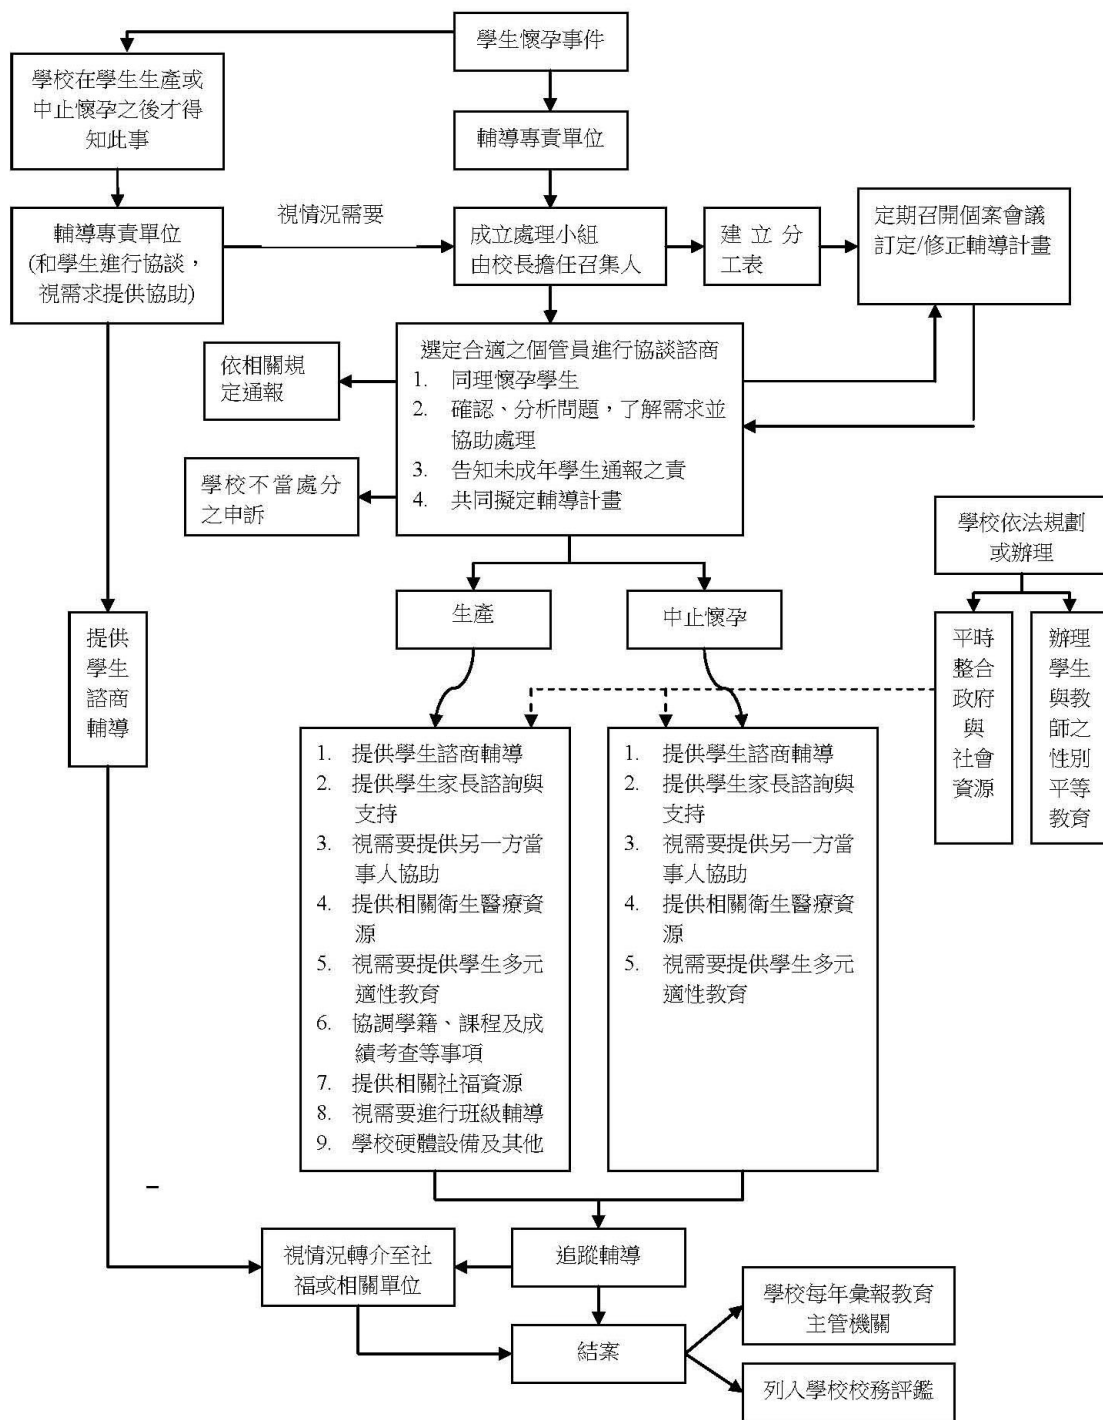 學生懷孕事件
學校在學生生產或
中止懷孕之後才得
知此事
輔導專責單位
輔導專責單位
(和學生進行協談，
視需求提供協助)
視情況需要
成立處理小組
由校長擔任召集人
建立分
工表
定期召開個案會議
訂定/修正輔導計畫
選定合適之個管員進行協談諮商
1. 同理懷孕學生
2. 確認、分析問題，了解需求並
協助處理
3. 告知未成年學生通報之責
4. 共同擬定輔導計畫
依相關規
定通報
學校不當處分
之申訴
學校依法規劃
或辦理
生產
中止懷孕
平時
整合
政府
與
社會
資源
辦理
學生
與教
師之
性別
平等
教育
提供
學生
諮商
輔導
1. 提供學生諮商輔導
2. 提供學生家長諮詢與
支持
3. 視需要提供另一方當
事人協助
4. 提供相關衛生醫療資
源
5. 視需要提供學生多元
適性教育
6. 協調學籍、課程及成
績考查等事項
7. 提供相關社福資源
8. 視需要進行班級輔導
9. 學校硬體設備及其他
1. 提供學生諮商輔導
2. 提供學生家長諮詢與
支持
3. 視需要提供另一方當
事人協助
4. 提供相關衛生醫療資
源
5. 視需要提供學生多元
適性教育
視情況轉介至社
福或相關單位
追蹤輔導
結案
學校每年彙報教育
主管機關
列入學校校務評鑑